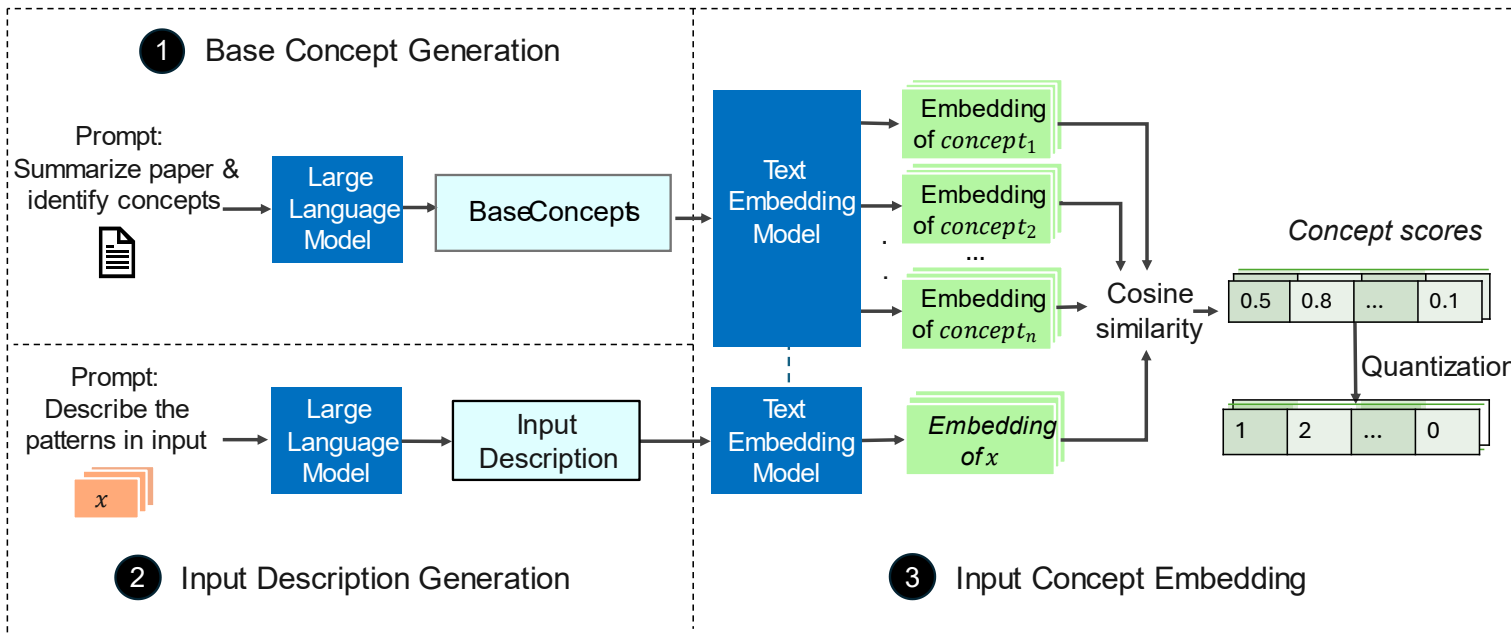 1 Base Concept Generation
Prompt:
Summarize paper &
identify concepts
Large
Language
Model
BaseConcepts
2 Input Description Generation
Prompt:
Describe the
patterns in input
x
Large
Language
Model
Input
Description
3 Input Concept Embedding
Text
Embedding
Model
Embedding
of concept₁
Embedding
of concept₂
...
Embedding
of conceptₙ
Text
Embedding
Model
Embedding
of x
Cosine
similarity
Concept scores
0.5 0.8 ... 0.1
Quantization
1 2 ... 0